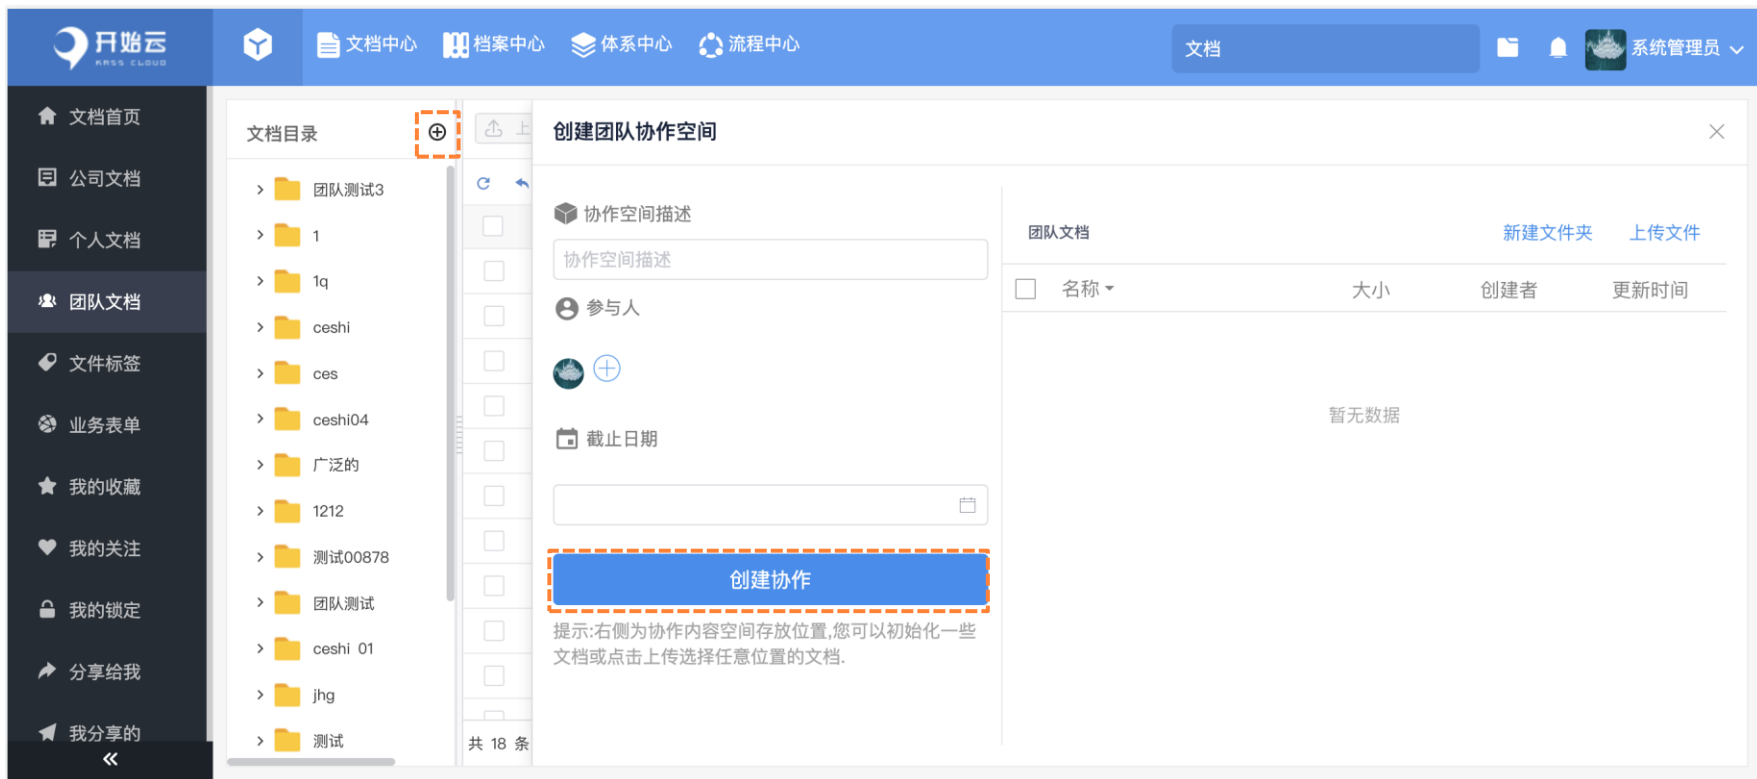 开始云
KASS CLOUD
文档中心
档案中心
体系中心
流程中心
文档
系统管理员
文档首页
公司文档
个人文档
团队文档
文件标签
业务表单
我的收藏
我的关注
我的锁定
分享给我
我分享的
文档目录
团队测试3
1
1q
ceshi
ces
ceshi04
广泛的
1212
测试00878
团队测试
ceshi 01
jhg
测试
上
共 18 条
创建团队协作空间
协作空间描述
协作空间描述
参与人
截止日期
创建协作
提示:右侧为协作内容空间存放位置,您可以初始化一些
文档或点击上传选择任意位置的文档.
团队文档
新建文件夹
上传文件
名称
大小
创建者
更新时间
暂无数据